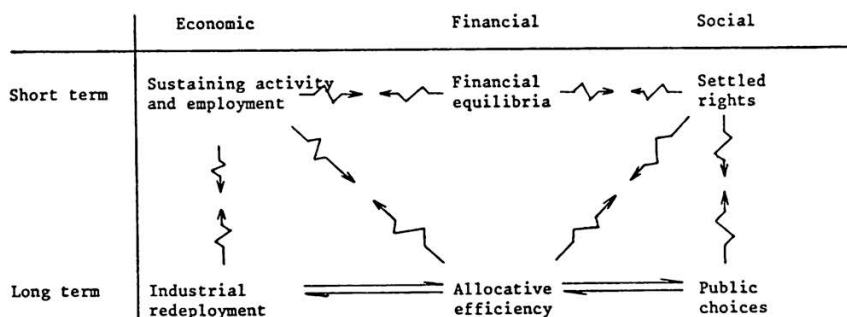 Economic Financial Social
Short term Sustaining activity and employment Financial equilibria Settled rights
Long term Industrial redeployment Allocative efficiency Public choices